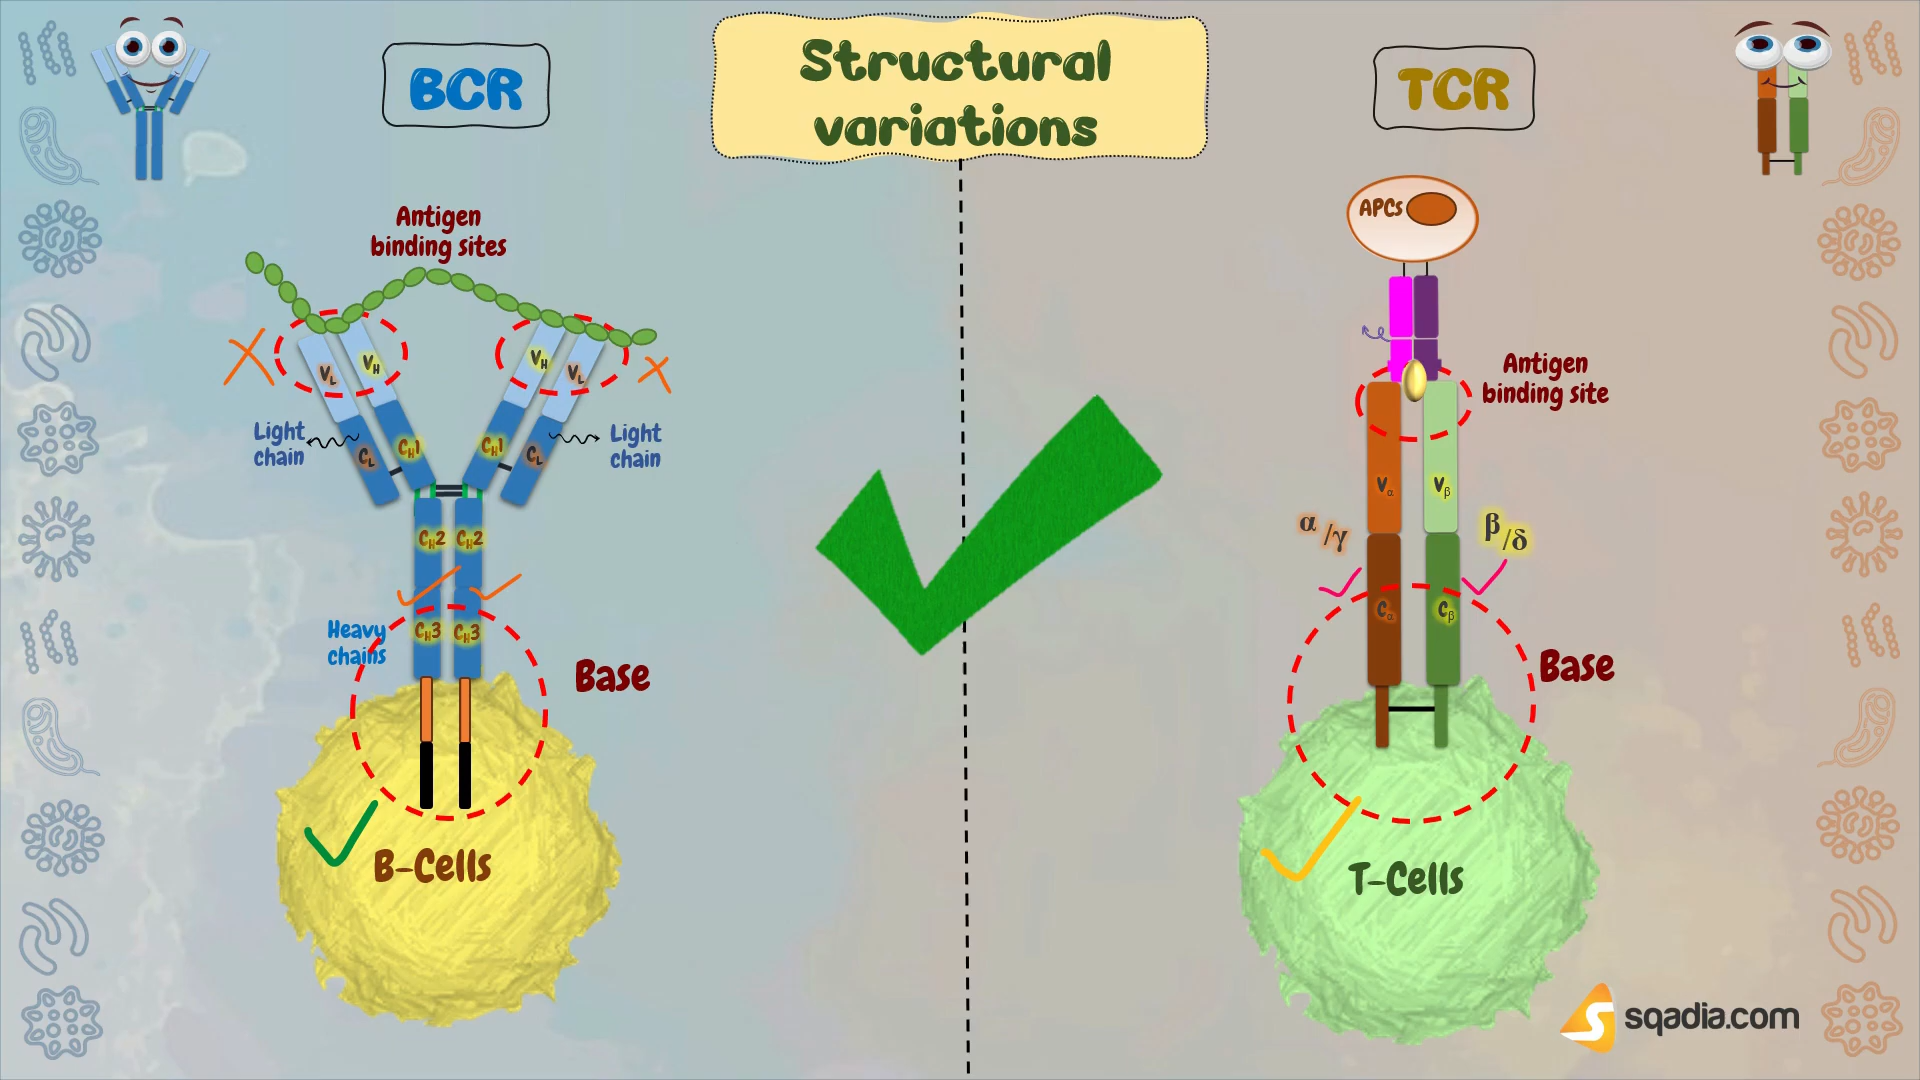 Structural
variations
BCR
Antigen
binding sites
VL
VH
VH
VL
Light
chain
Light
chain
CL
CH1
CH1
CL
CH2
CH2
Heavy
chains
CH3
CH3
Base
B-Cells
TCR
APCs
Antigen
binding site
Vα
Vβ
α/γ
β/δ
Cα
Cβ
Base
T-Cells
sqadia.com